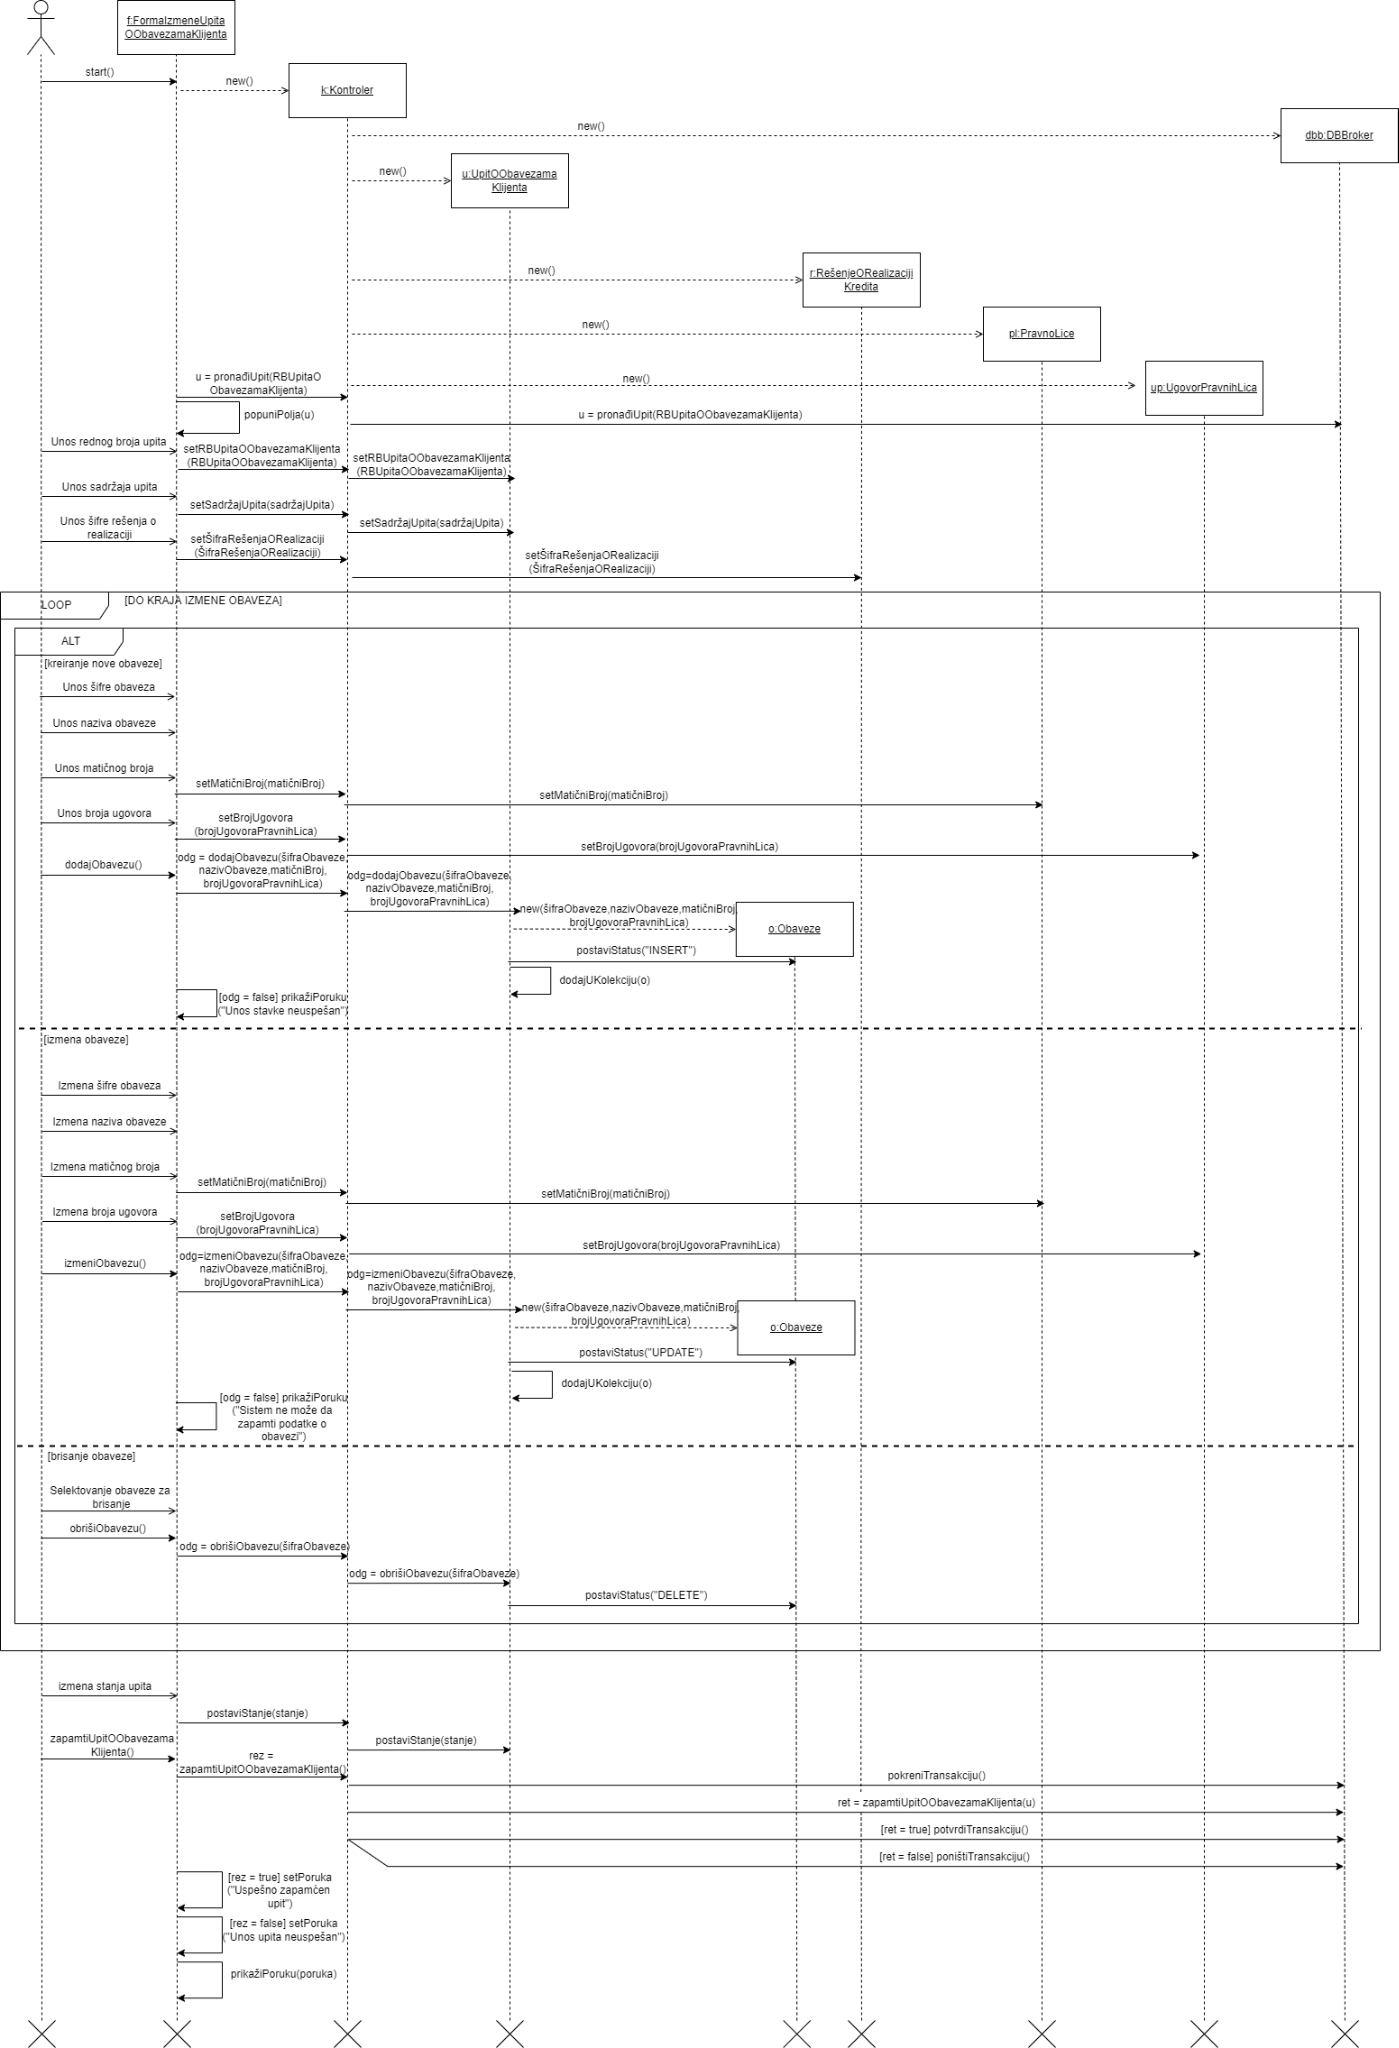 f:FormaIzmeneUpita
OObavezamaKlijenta
start()
new()
k:Kontroler
new()
dbb:DBBroker
new()
u:UpitOObavezama
Klijenta
new()
r:RešenjeORealizaciji
Kredita
new()
pl:PravnoLice
u = pronađiUpit(RBUpitaO
ObavezamaKlijenta)
new()
up:UgovorPravnihLica
popuniPolja(u)
u = pronađiUpit(RBUpitaOObavezamaKlijenta)
Unos rednog broja upita
setRBUpitaOObavezamaKlijenta
(RBUpitaOObavezamaKlijenta)
setRBUpitaOObavezamaKlijenta
(RBUpitaOObavezamaKlijenta)
Unos sadržaja upita
setSadržajUpita(sadržajUpita)
setSadržajUpita(sadržajUpita)
Unos šifre rešenja o
realizaciji
setŠifraRešenjaORealizaciji
(ŠifraRešenjaORealizaciji)
setŠifraRešenjaORealizaciji
(ŠifraRešenjaORealizaciji)
LOOP
[DO KRAJA IZMENE OBAVEZA]
ALT
[kreiranje nove obaveze]
Unos šifre obaveza
Unos naziva obaveze
Unos matičnog broja
setMatičniBroj(matičniBroj)
setMatičniBroj(matičniBroj)
Unos broja ugovora
setBrojUgovora
(brojUgovoraPravnihLica)
setBrojUgovora(brojUgovoraPravnihLica)
dodajObavezu()
odg = dodajObavezu(šifraObaveze,
nazivObaveze,matičniBroj,
brojUgovoraPravnihLica)
odg=dodajObavezu(šifraObaveze,
nazivObaveze,matičniBroj,
brojUgovoraPravnihLica)
new(šifraObaveze,nazivObaveze,matičniBroj,
brojUgovoraPravnihLica)
o:Obaveze
postaviStatus("INSERT")
dodajUKolekciju(o)
[odg = false] prikažiPoruku
("Unos stavke neuspešan")
[izmena obaveze]
Izmena šifre obaveza
Izmena naziva obaveze
Izmena matičnog broja
setMatičniBroj(matičniBroj)
setMatičniBroj(matičniBroj)
Izmena broja ugovora
setBrojUgovora
(brojUgovoraPravnihLica)
setBrojUgovora(brojUgovoraPravnihLica)
izmeniObavezu()
odg=izmeniObavezu(šifraObaveze,
nazivObaveze,matičniBroj,
brojUgovoraPravnihLica)
odg=izmeniObavezu(šifraObaveze,
nazivObaveze,matičniBroj,
brojUgovoraPravnihLica)
new(šifraObaveze,nazivObaveze,matičniBroj,
brojUgovoraPravnihLica)
o:Obaveze
postaviStatus("UPDATE")
dodajUKolekciju(o)
[odg = false] prikažiPoruku
("Sistem ne može da
zapamti podatke o
obavezi")
[brisanje obaveze]
Selektovanje obaveze za
brisanje
obrišiObavezu()
odg = obrišiObavezu(šifraObaveze)
odg = obrišiObavezu(šifraObaveze)
postaviStatus("DELETE")
izmena stanja upita
postaviStanje(stanje)
postaviStanje(stanje)
zapamtiUpitOObavezama
Klijenta()
rez =
zapamtiUpitOObavezamaKlijenta()
pokreniTransakciju()
ret = zapamtiUpitOObavezamaKlijenta(u)
[ret = true] potvrdiTransakciju()
[ret = false] poništiTransakciju()
[rez = true] setPoruka
("Uspešno zapamćen
upit")
[rez = false] setPoruka
("Unos upita neuspešan")
prikažiPoruku(poruka)